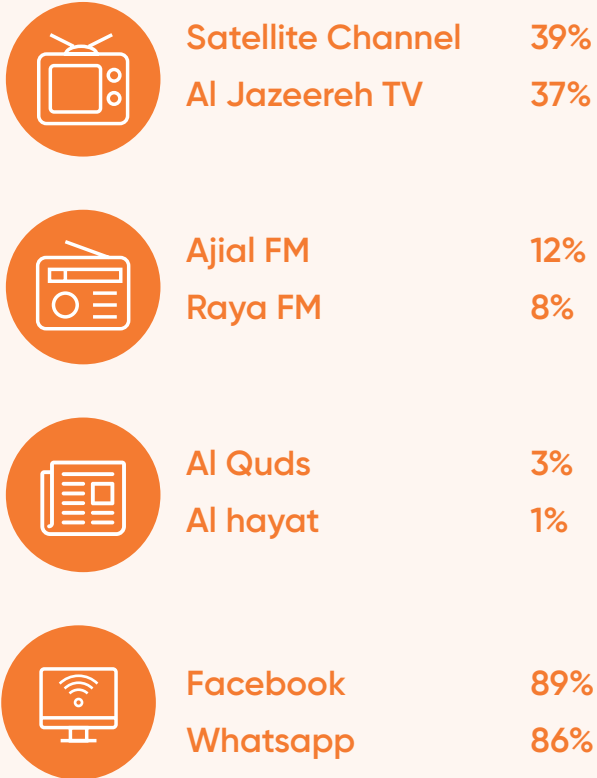 Satellite Channel 39%
Al Jazeereh TV 37%
Ajial FM 12%
Raya FM 8%
Al Quds 3%
Al hayat 1%
Facebook 89%
Whatsapp 86%